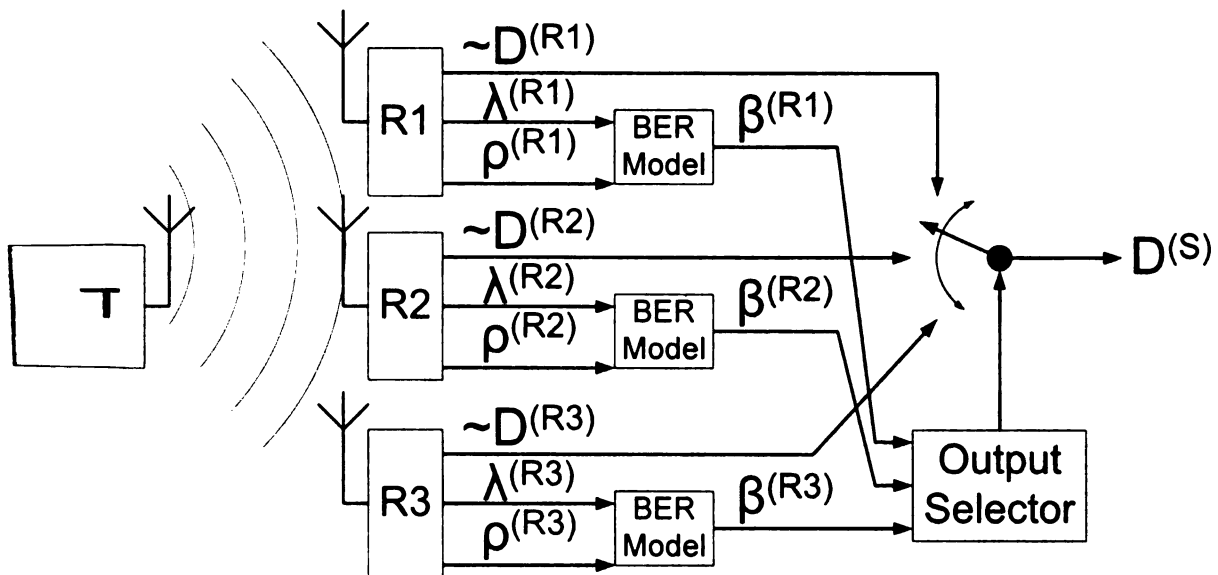 ~D(R1)
λ(R1)
R1
ρ(R1)
BER
Model
β(R1)
T
~D(R2)
λ(R2)
R2
ρ(R2)
BER
Model
β(R2)
D(S)
~D(R3)
λ(R3)
R3
ρ(R3)
BER
Model
β(R3)
Output
Selector